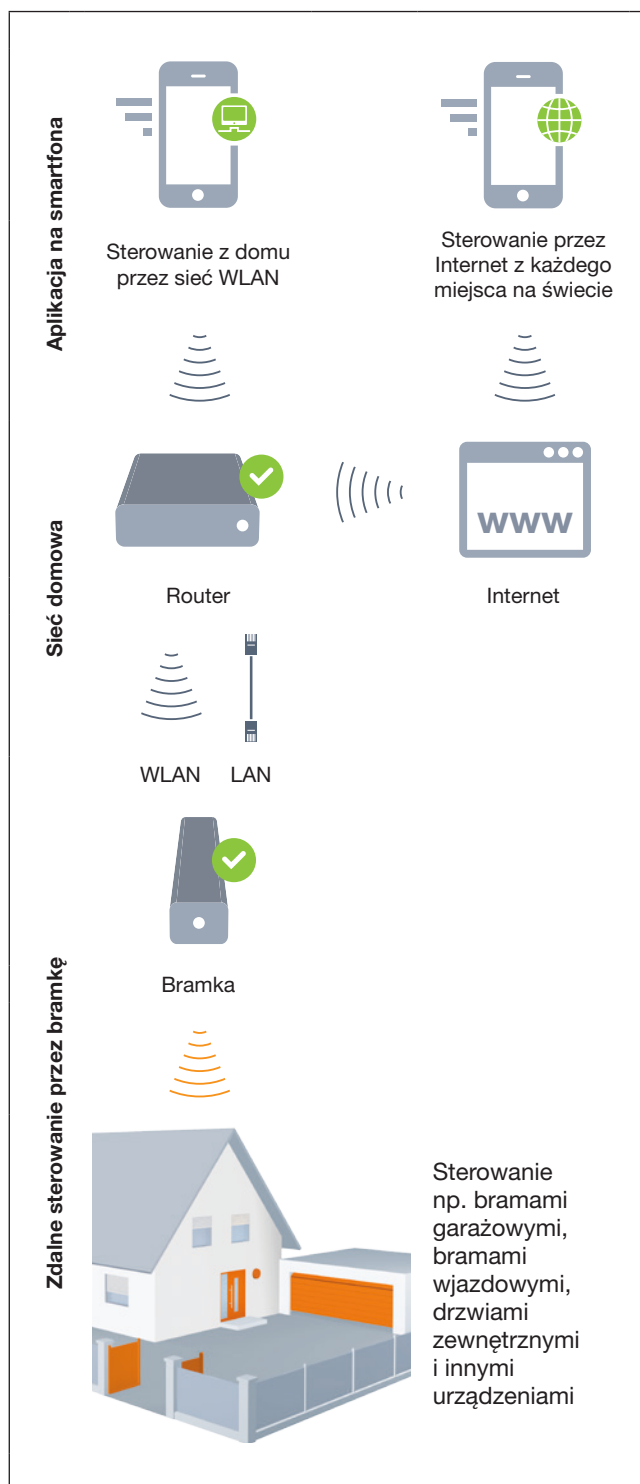 Aplikacja na smartfona
Sterowanie z domu
przez sieć WLAN
Sterowanie przez
Internet z każdego
miejsca na świecie
Sieć domowa
www
Router
Internet
WLAN
LAN
Zdalne sterowanie przez bramkę
Bramka
Sterowanie
np. bramami
garażowymi,
bramami
wjazdowymi,
drzwiami
zewnętrznymi
i innymi
urządzeniami